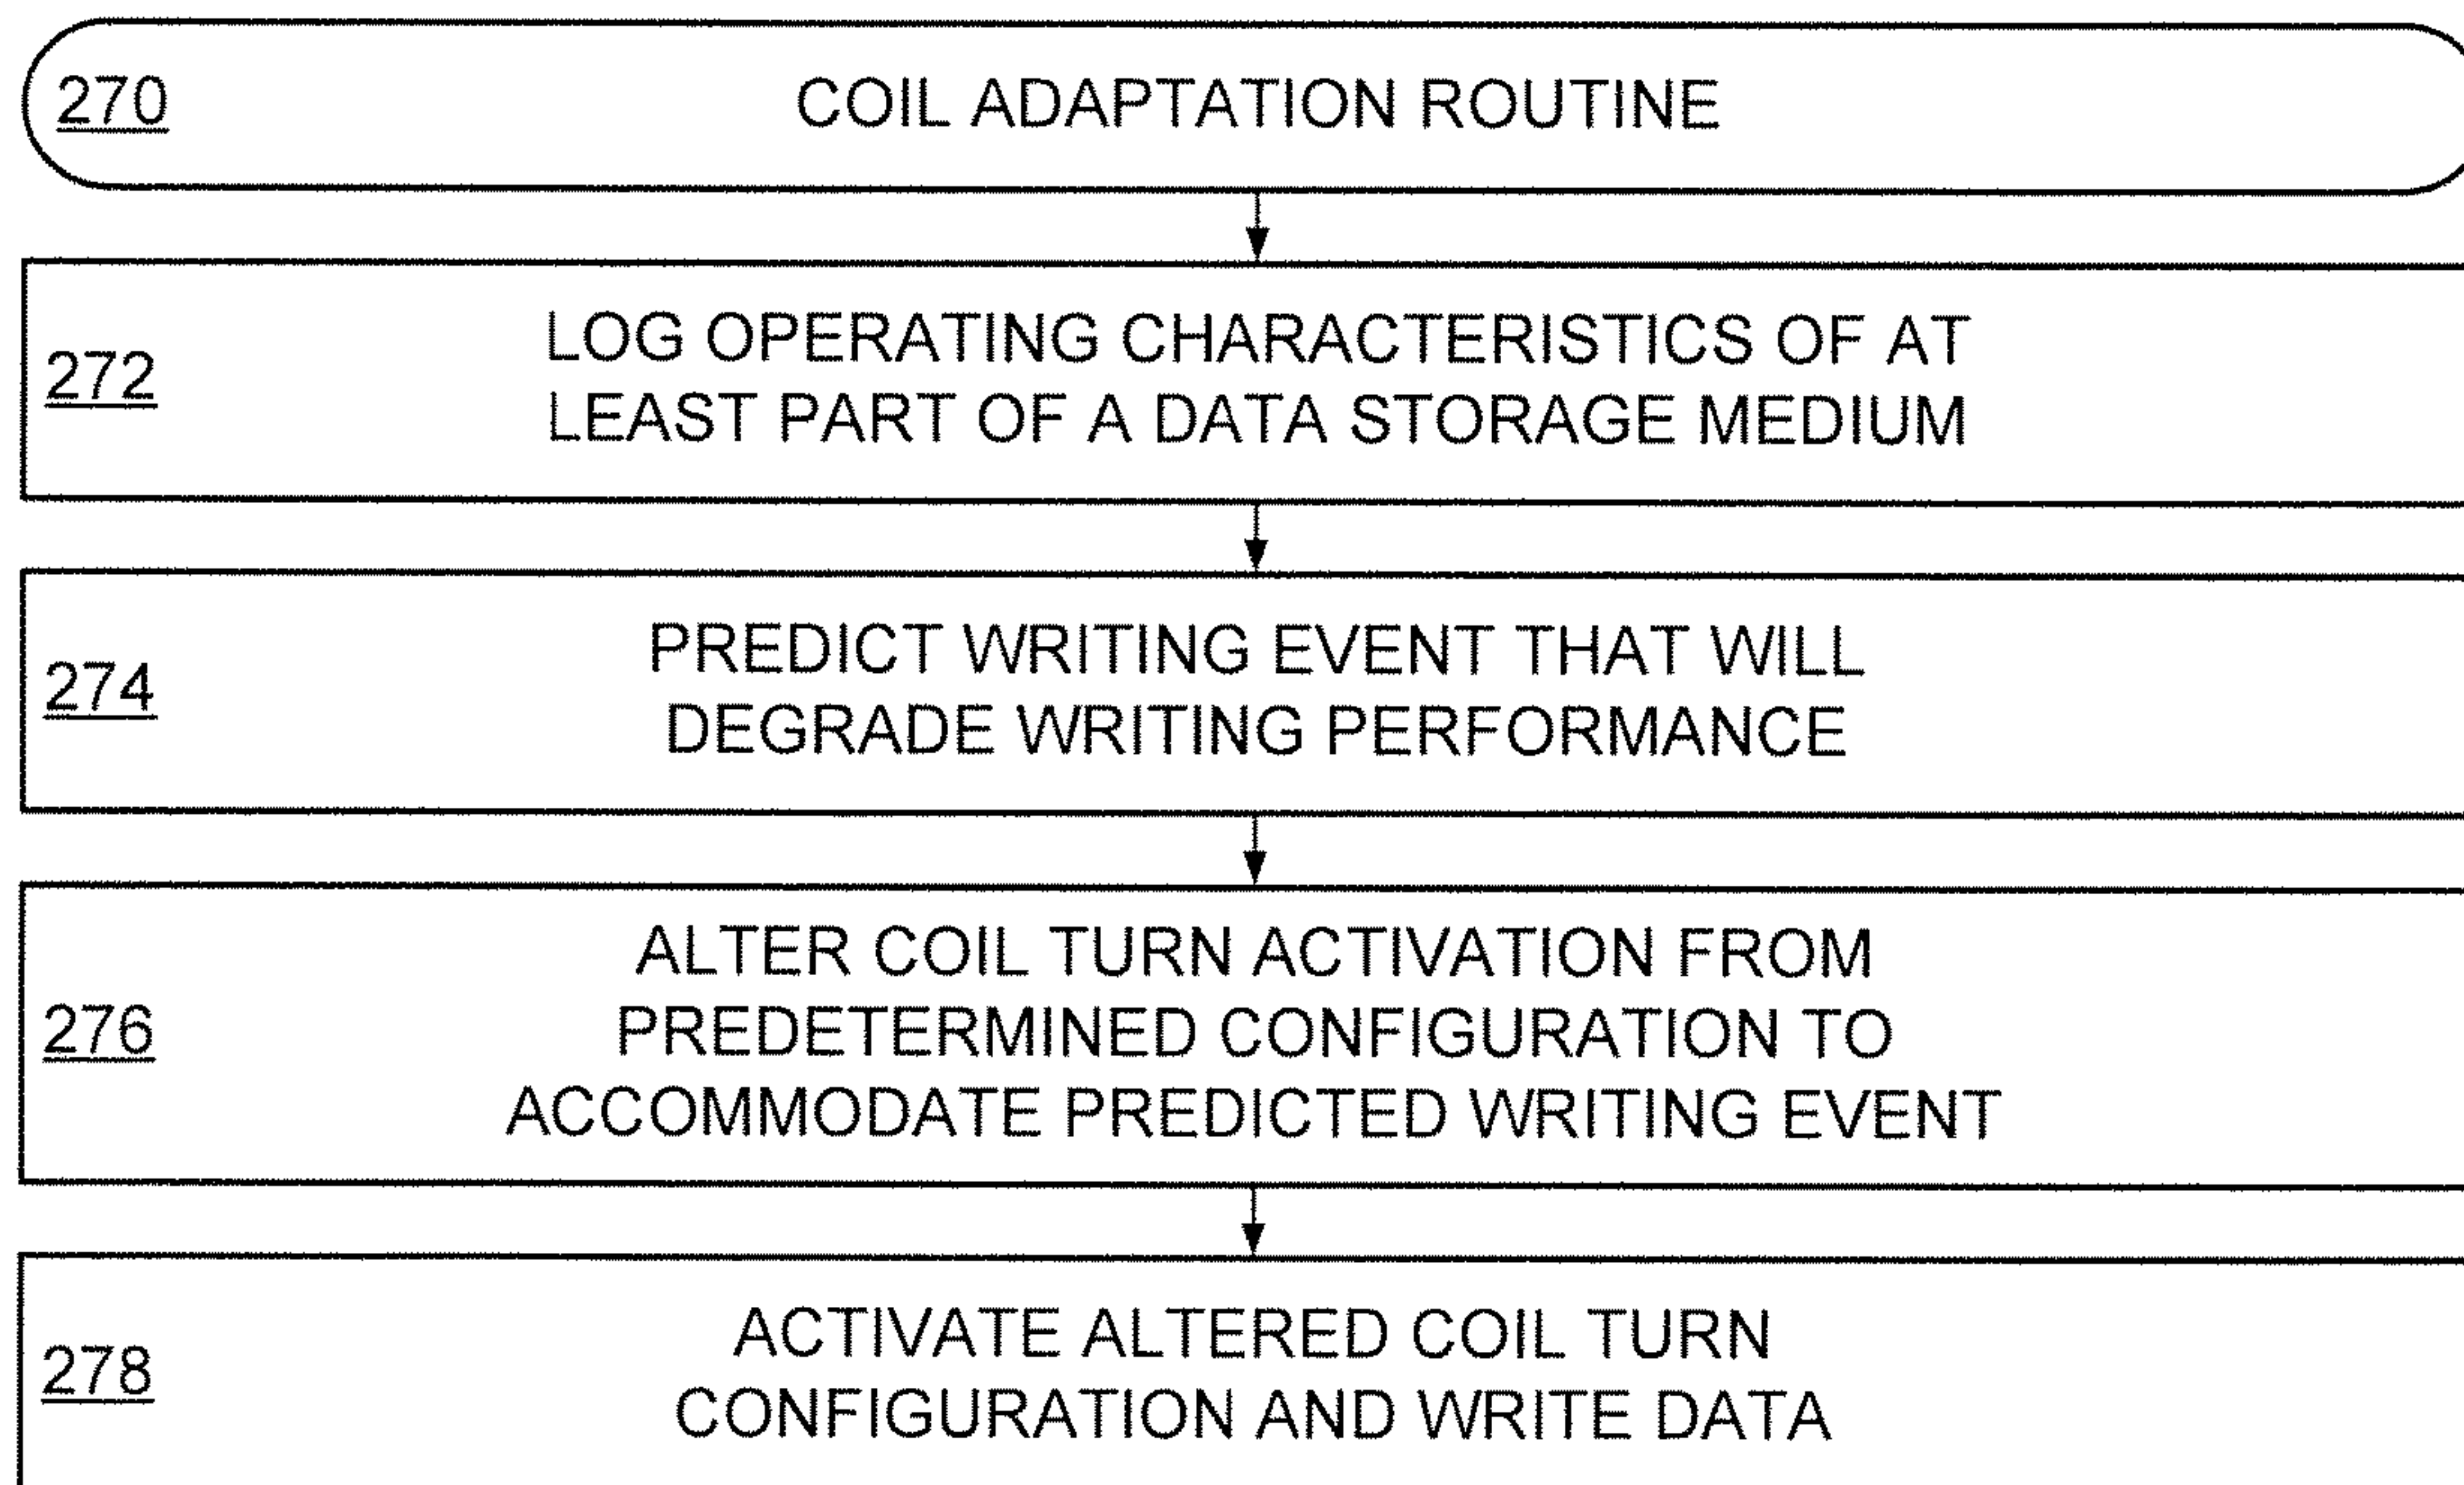 270 COIL ADAPTATION ROUTINE
272
LOG OPERATING CHARACTERISTICS OF AT
LEAST PART OF A DATA STORAGE MEDIUM
274
PREDICT WRITING EVENT THAT WILL
DEGRADE WRITING PERFORMANCE
276
ALTER COIL TURN ACTIVATION FROM
PREDETERMINED CONFIGURATION TO
ACCOMMODATE PREDICTED WRITING EVENT
278
ACTIVATE ALTERED COIL TURN
CONFIGURATION AND WRITE DATA